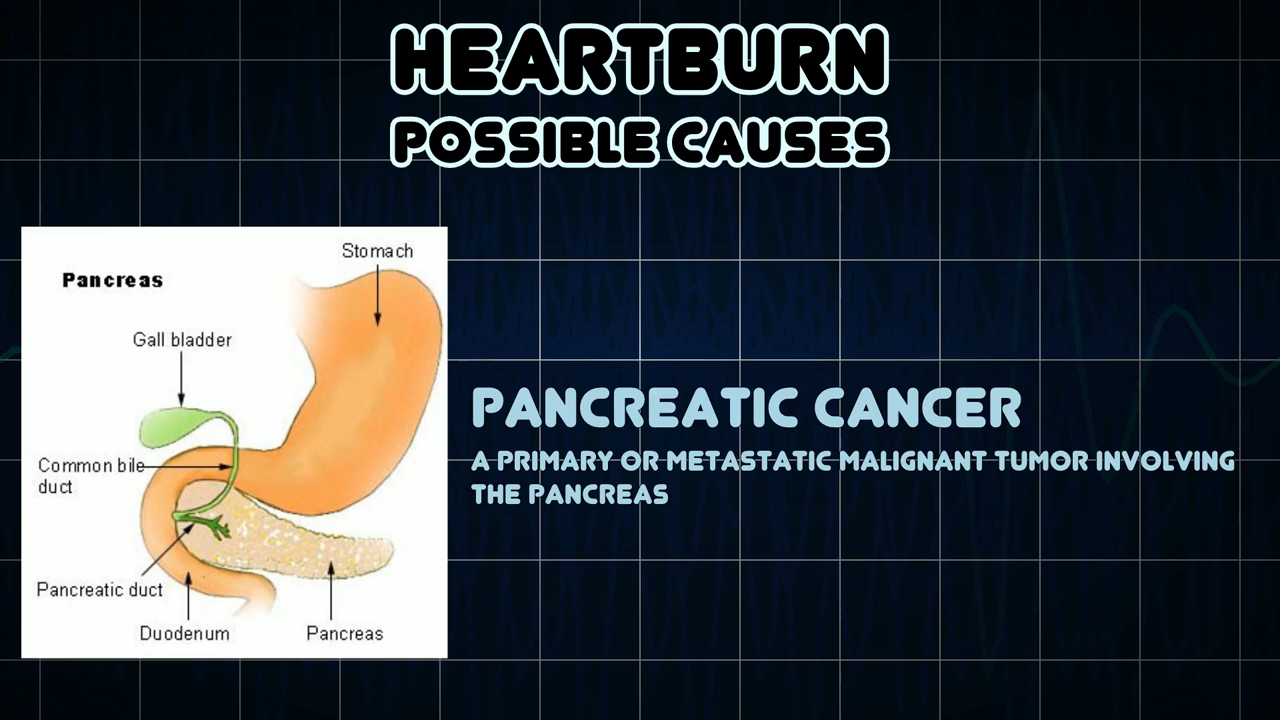 HEARTBURN
POSSIBLE CAUSES
Stomach
Pancreas
Gall bladder
Common bile
duct
Pancreatic duct
Duodenum
Pancreas
PANCREATIC CANCER
A PRIMARY OR METASTATIC MALIGNANT TUMOR INVOLVING
THE PANCREAS